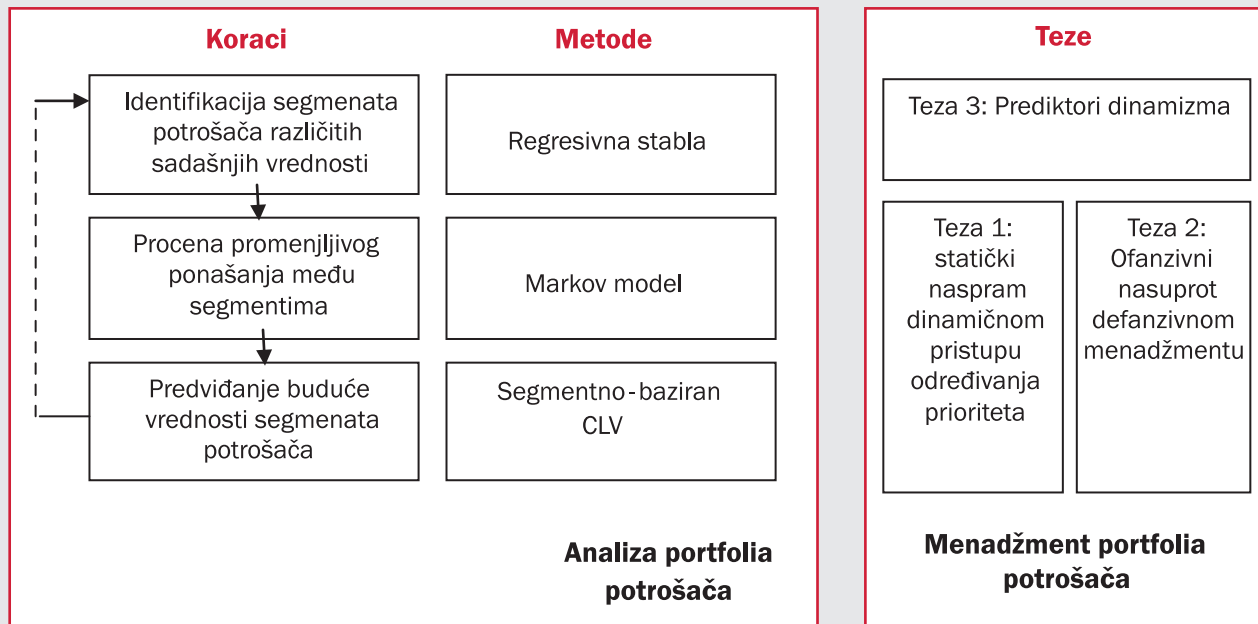 Koraci
Metode
Identifikacija segmenata
potrošača različitih
sadašnjih vrednosti
Regresivna stabla
Procena promenjljivog
ponašanja među
segmentima
Markov model
Predviđanje buduće
vrednosti segmenata
potrošača
Segmentno-baziran
CLV
Analiza portfolia
potrošača
Teze
Teza 3: Prediktori dinamizma
Teza 1:
statički
naspram
dinamičnom
pristupu
određivanja
prioriteta
Teza 2:
Ofanzivni
nasuprot
defanzivnom
menadžmentu
Menadžment portfolia
potrošača